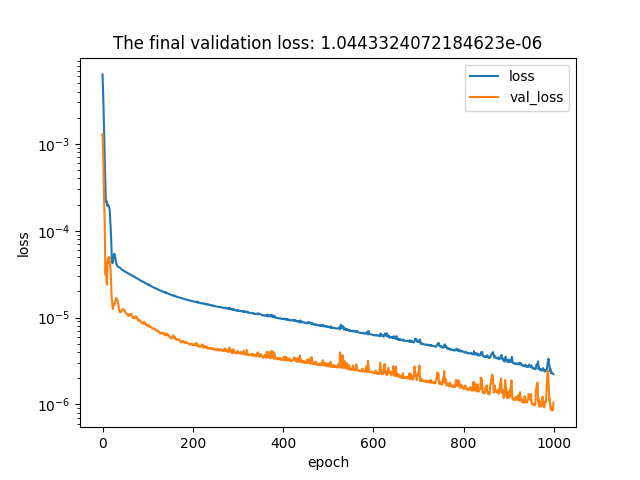 The final validation loss: 1.0443324072184623e-06
loss
val_loss
10⁻³
10⁻⁴
10⁻⁵
10⁻⁶
loss
0
200
400
600
800
1000
epoch